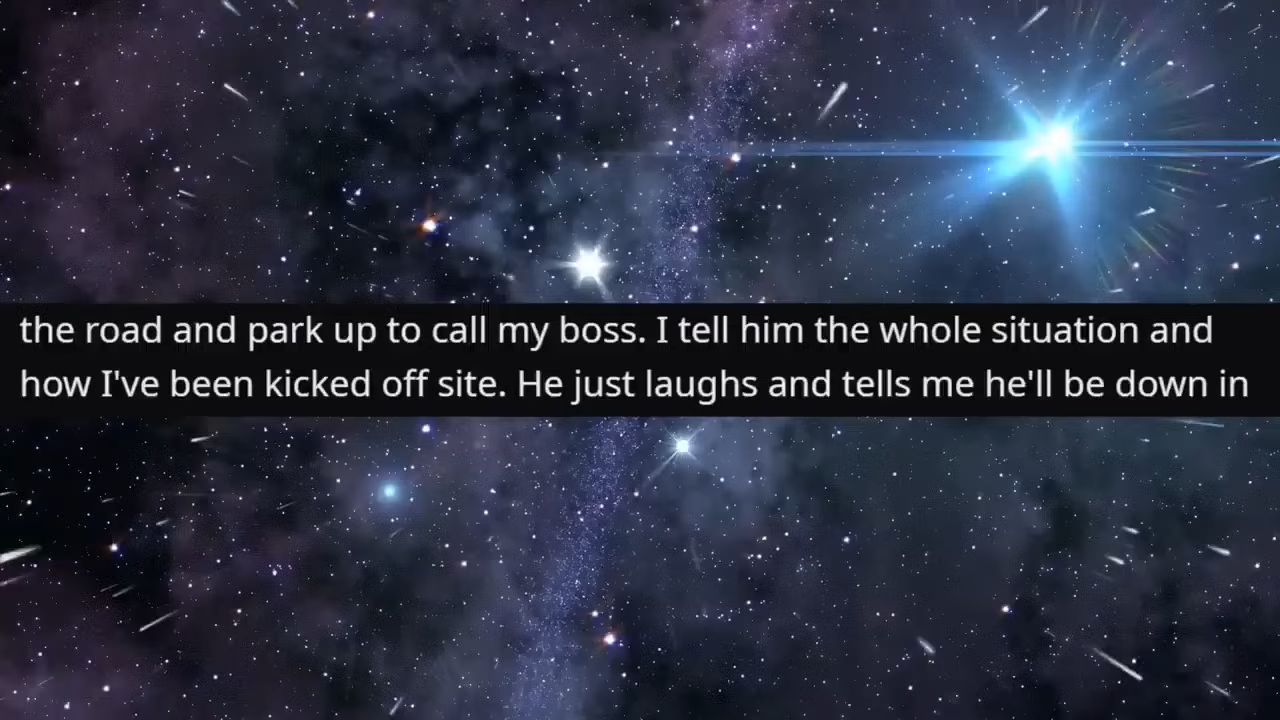 the road and park up to call my boss. I tell him the whole situation and
how I've been kicked off site. He just laughs and tells me he'll be down in